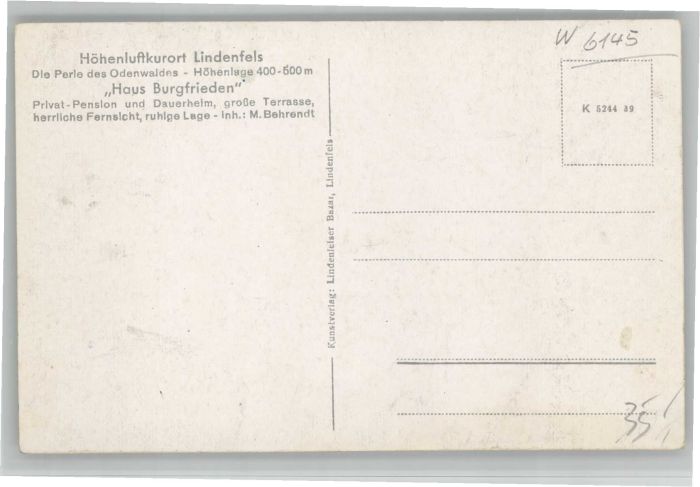 Höhenluftkurort Lindenfels
Die Perle des Odenwaldes - Höhenlage 400-500 m
„Haus Burgfrieden"
Privat-Pension und Dauerheim, große Terrasse,
herrliche Fernsicht, ruhige Lage - Inh.: M. Behrendt
Kunstverlag: Lindenfelser Bazar, Lindenfels
W 6145
K 5244 39
35